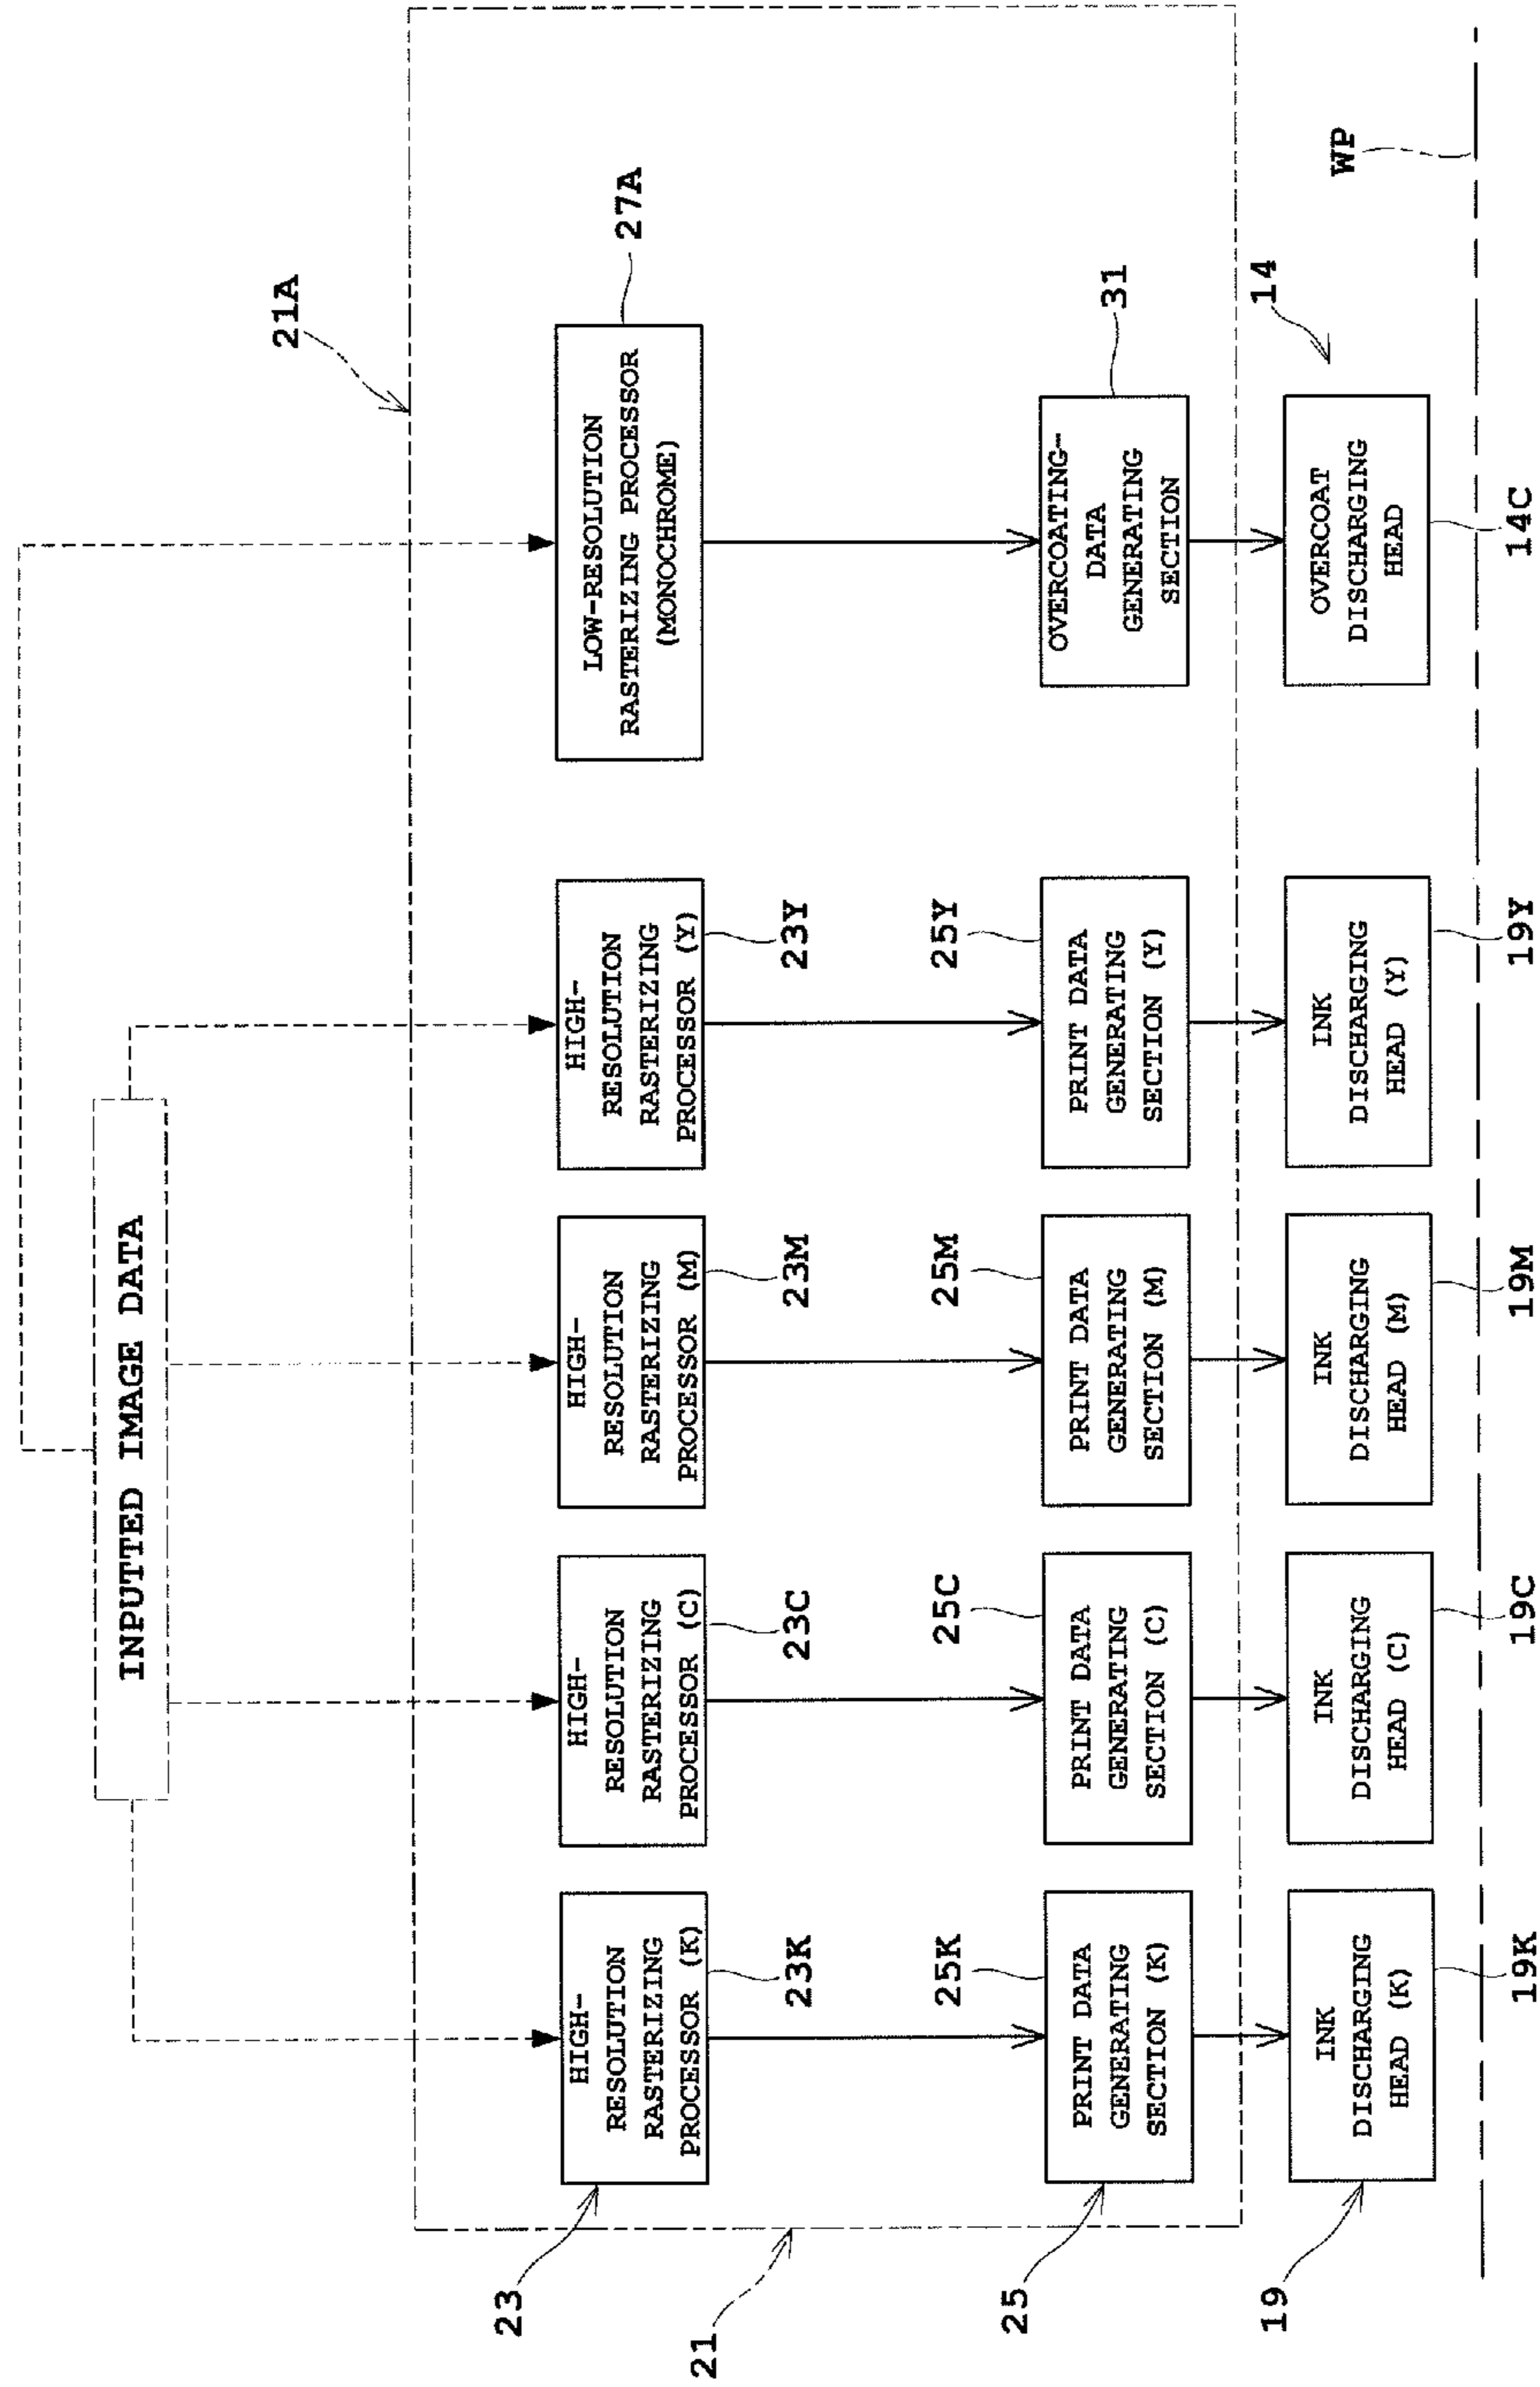 INPUTTED IMAGE DATA
21A
HIGH-
RESOLUTION
RASTERIZING
PROCESSOR (K)
HIGH-
RESOLUTION
RASTERIZING
PROCESSOR (C)
HIGH-
RESOLUTION
RASTERIZING
PROCESSOR (M)
HIGH-
RESOLUTION
RASTERIZING
PROCESSOR (Y)
LOW-RESOLUTION
RASTERIZING PROCESSOR
(MONOCHROME)
27A
23
23K
23C
23M
23Y
21
25K
25C
25M
25Y
31
PRINT DATA
GENERATING
SECTION (K)
PRINT DATA
GENERATING
SECTION (C)
PRINT DATA
GENERATING
SECTION (M)
PRINT DATA
GENERATING
SECTION (Y)
OVERCOATING-
DATA
GENERATING
SECTION
25
14
INK
DISCHARGING
HEAD (K)
INK
DISCHARGING
HEAD (C)
INK
DISCHARGING
HEAD (M)
INK
DISCHARGING
HEAD (Y)
OVERCOAT
DISCHARGING
HEAD
WP
19
19K
19C
19M
19Y
14C